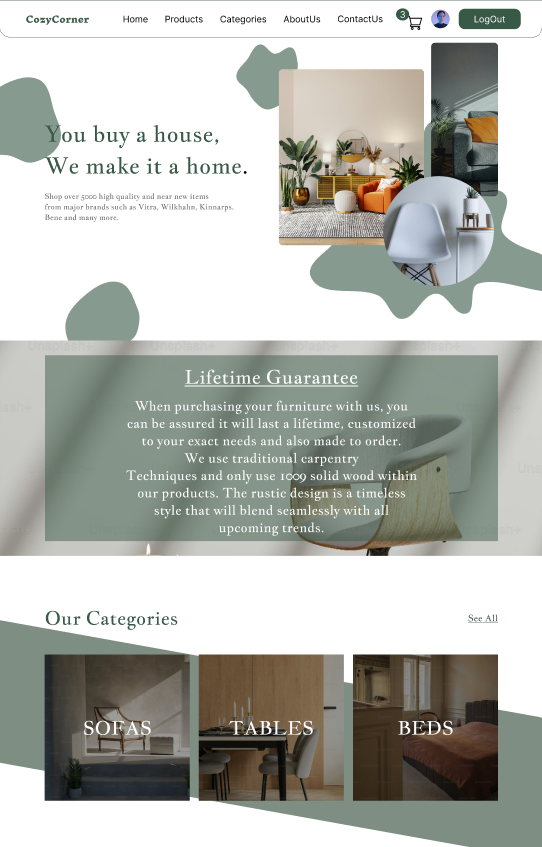 CozyCorner Home Products Categories AboutUs ContactUs 3 LogOut
You buy a house,
We make it a home.
Shop over 5000 high quality and near new items
from major brands such as Vitra, Wilkhahn, Kinnarps.
Bene and many more.
Unsplash+
Lifetime Guarantee
When purchasing your furniture with us, you
can be assured it will last a lifetime, customized
to your exact needs and also made to order.
We use traditional carpentry
Techniques and only use 1009 solid wood within
our products. The rustic design is a timeless
style that will blend seamlessly with all
upcoming trends.
Our Categories See All
SOFAS TABLES BEDS